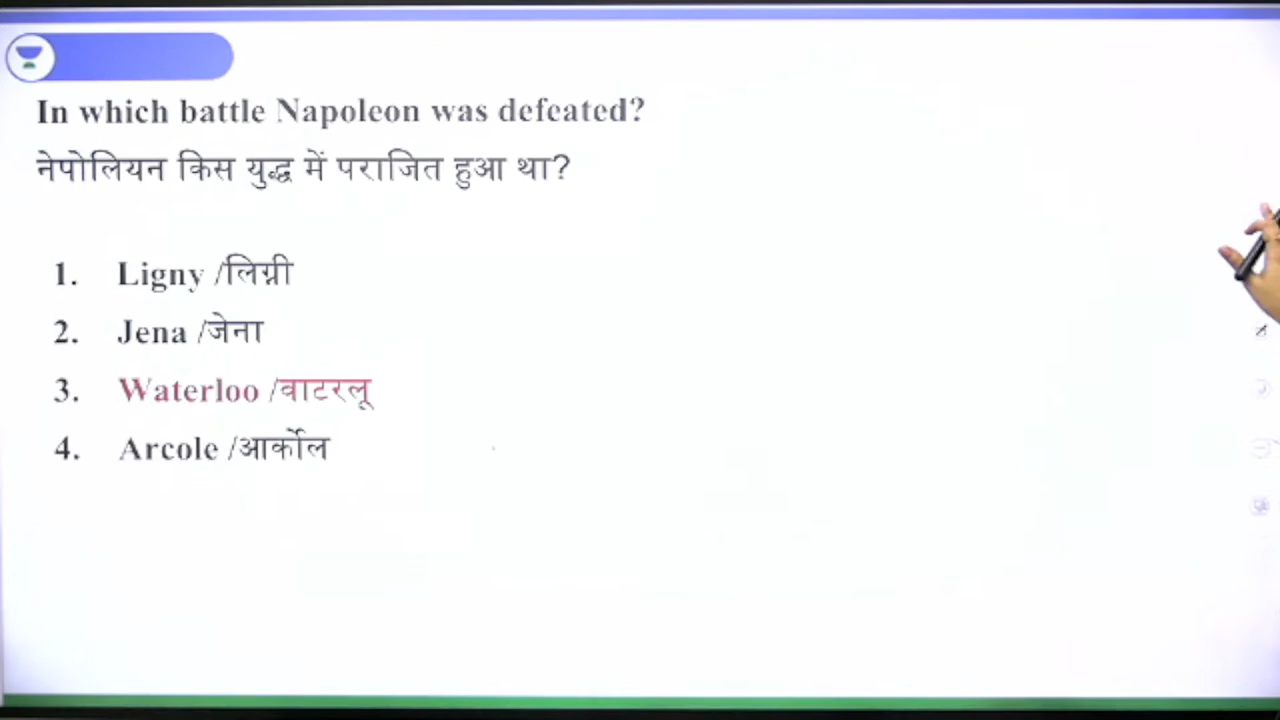 In which battle Napoleon was defeated?
नेपोलियन किस युद्ध में पराजित हुआ था?
1. Ligny /लिग्नी
2. Jena /जेना
3. Waterloo /वाटरलू
4. Arcole /आर्कोल